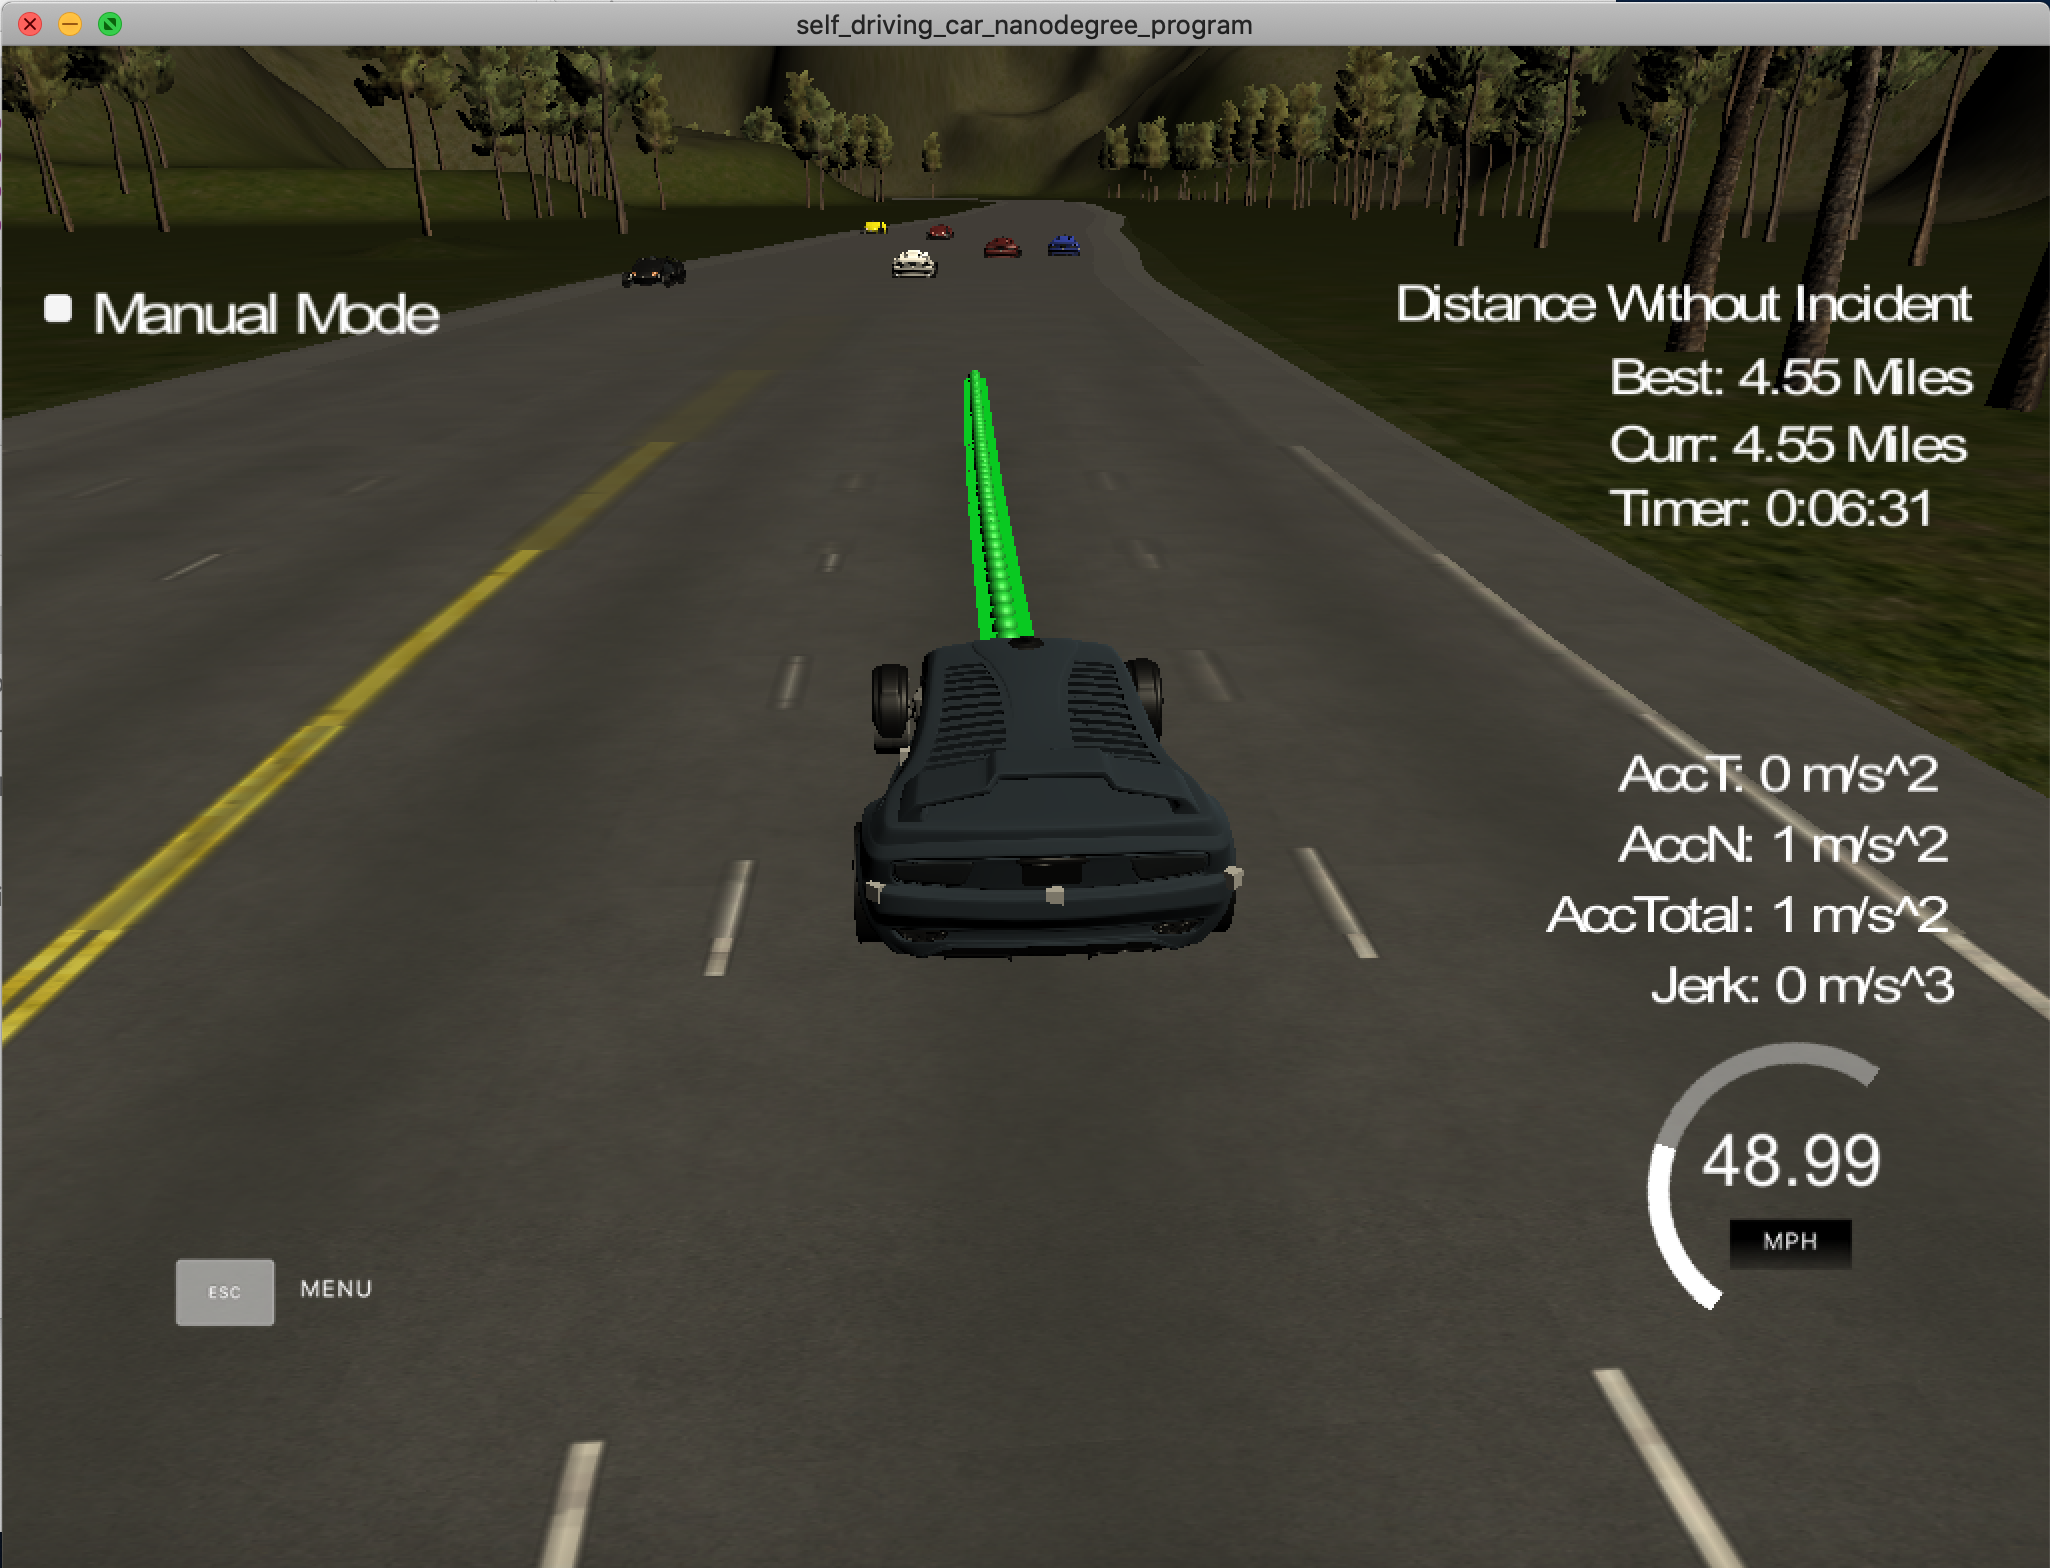 self_driving_car_nanodegree_program
Manual Mode
Distance Without Incident
Best: 4.55 Miles
Curr: 4.55 Miles
Timer: 0:06:31
AccT: 0 m/s^2
AccN: 1 m/s^2
AccTotal: 1 m/s^2
Jerk: 0 m/s^3
48.99
MPH
ESC MENU